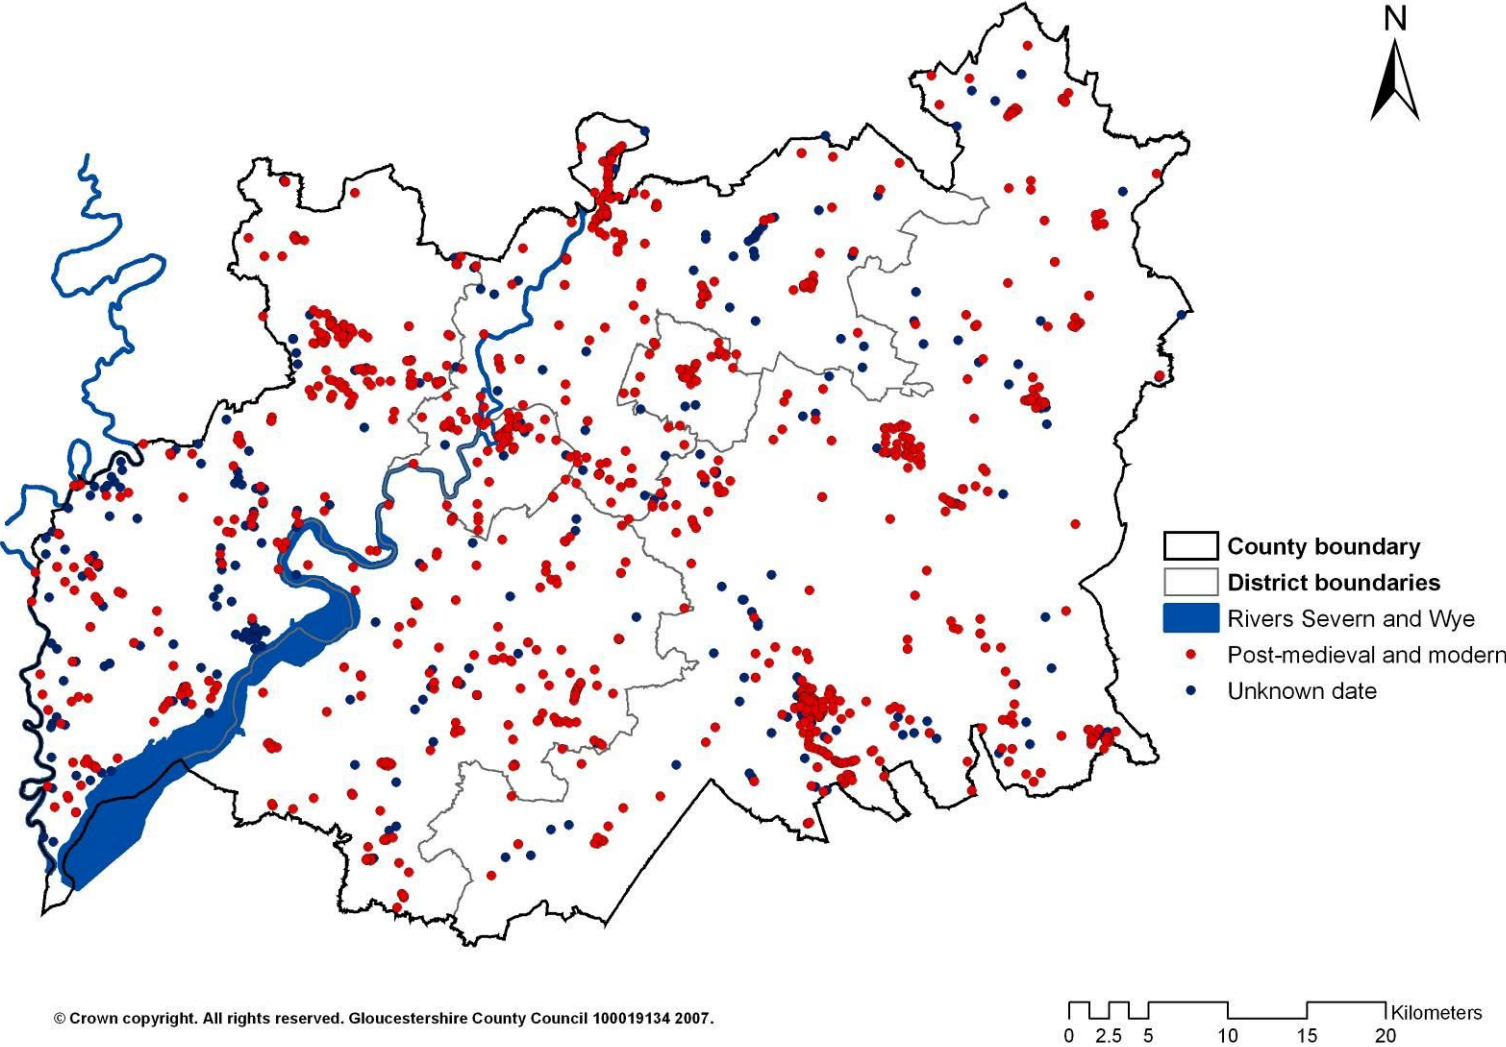 N
County boundary
District boundaries
Rivers Severn and Wye
Post-medieval and modern
Unknown date
© Crown copyright. All rights reserved. Gloucestershire County Council 100019134 2007.
Kilometers
0 2.5 5 10 15 20